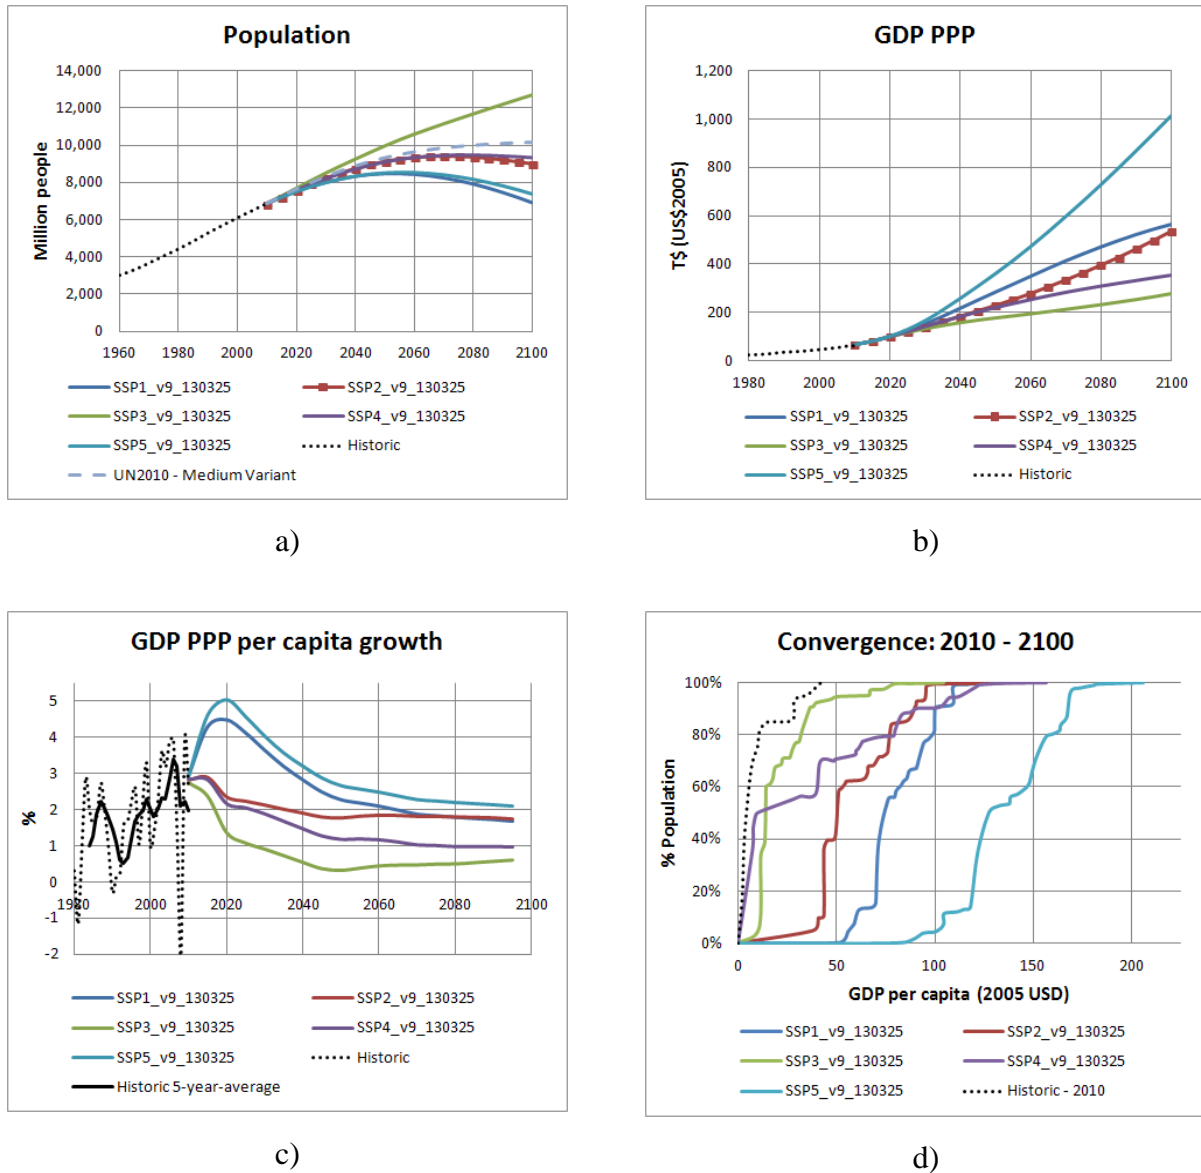 Population
14,000
12,000
10,000
8,000
6,000
4,000
2,000
0
Million people
1960 1980 2000 2020 2040 2060 2080 2100
SSP1_v9_130325 SSP2_v9_130325
SSP3_v9_130325 SSP4_v9_130325
SSP5_v9_130325 Historic
UN2010 - Medium Variant
a)
GDP PPP
1,200
1,000
800
600
400
200
0
T$ (US$2005)
1980 2000 2020 2040 2060 2080 2100
SSP1_v9_130325 SSP2_v9_130325
SSP3_v9_130325 SSP4_v9_130325
SSP5_v9_130325 Historic
b)
GDP PPP per capita growth
5
4
3
2
1
0
-1
-2
%
1980 2000 2020 2040 2060 2080 2100
SSP1_v9_130325 SSP2_v9_130325
SSP3_v9_130325 SSP4_v9_130325
SSP5_v9_130325 Historic
Historic 5-year-average
c)
Convergence: 2010 - 2100
100%
80%
60%
40%
20%
0%
% Population
0 50 100 150 200
GDP per capita (2005 USD)
SSP1_v9_130325 SSP2_v9_130325
SSP3_v9_130325 SSP4_v9_130325
SSP5_v9_130325 Historic - 2010
d)